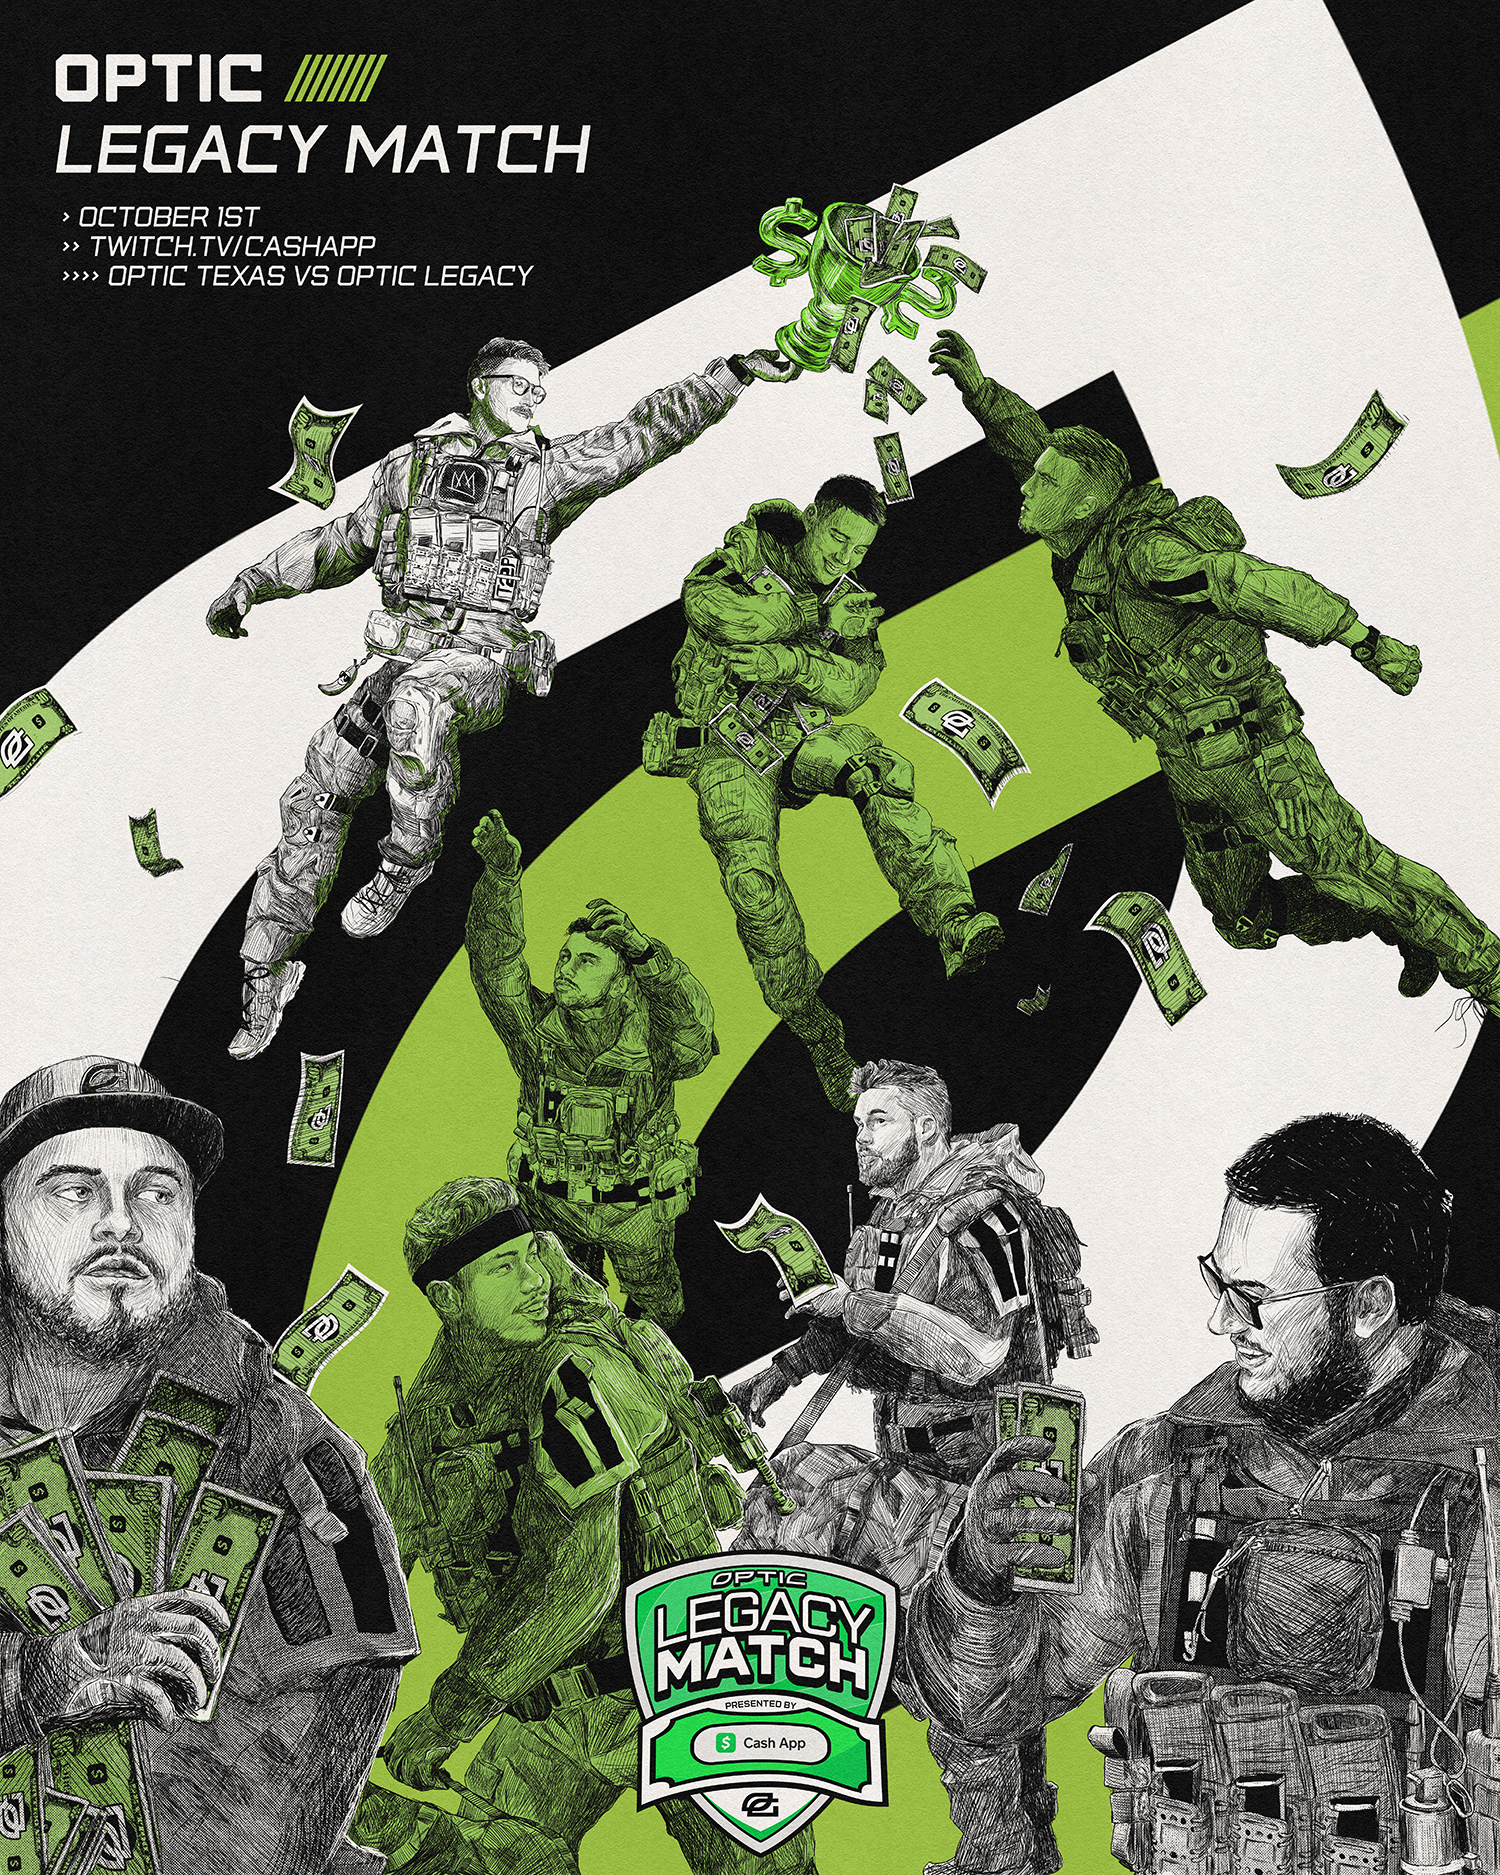 OPTIC
LEGACY MATCH
› OCTOBER 1ST
›› TWITCH.TV/CASHAPP
›››› OPTIC TEXAS VS OPTIC LEGACY
OPTIC
LEGACY
MATCH
PRESENTED BY
$ Cash App